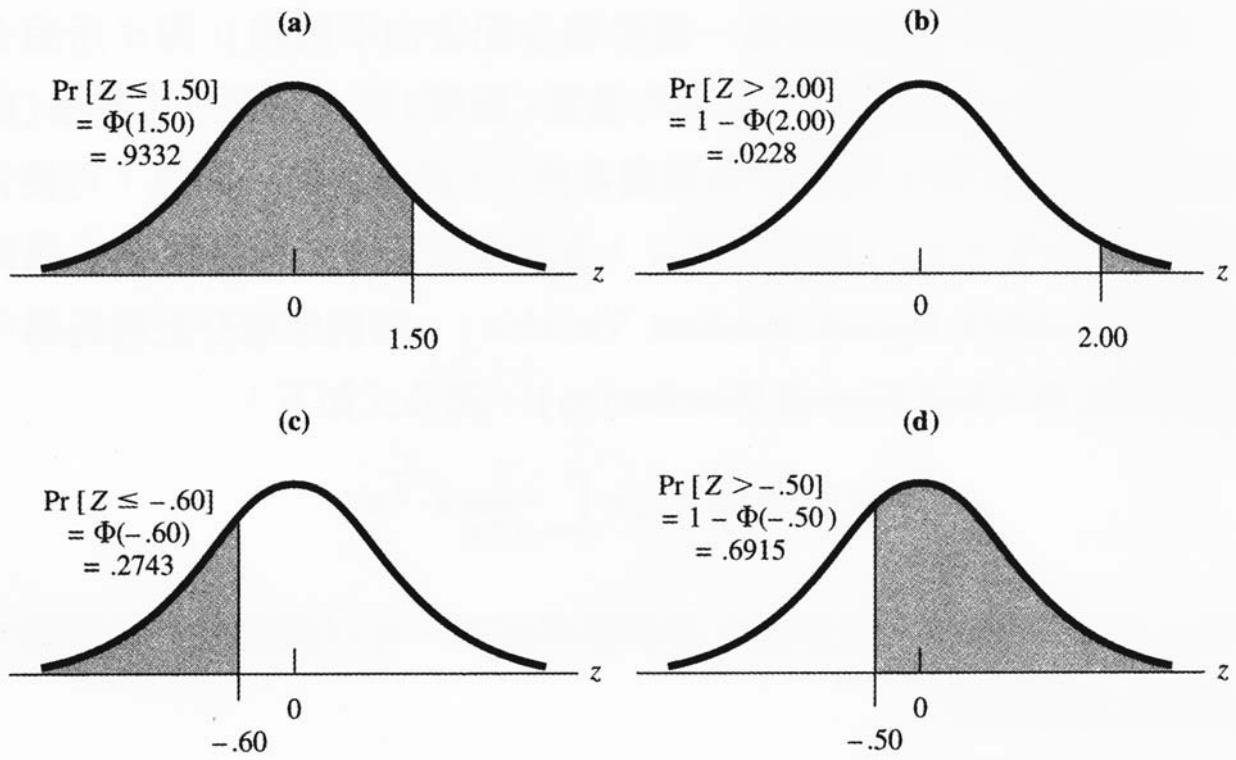 (a)
Pr [Z ≤ 1.50]
= Φ(1.50)
= .9332
0
1.50
z
(b)
Pr [Z > 2.00]
= 1 − Φ(2.00)
= .0228
0
2.00
z
(c)
Pr [Z ≤ −.60]
= Φ(−.60)
= .2743
0
−.60
z
(d)
Pr [Z > −.50]
= 1 − Φ(−.50)
= .6915
0
−.50
z